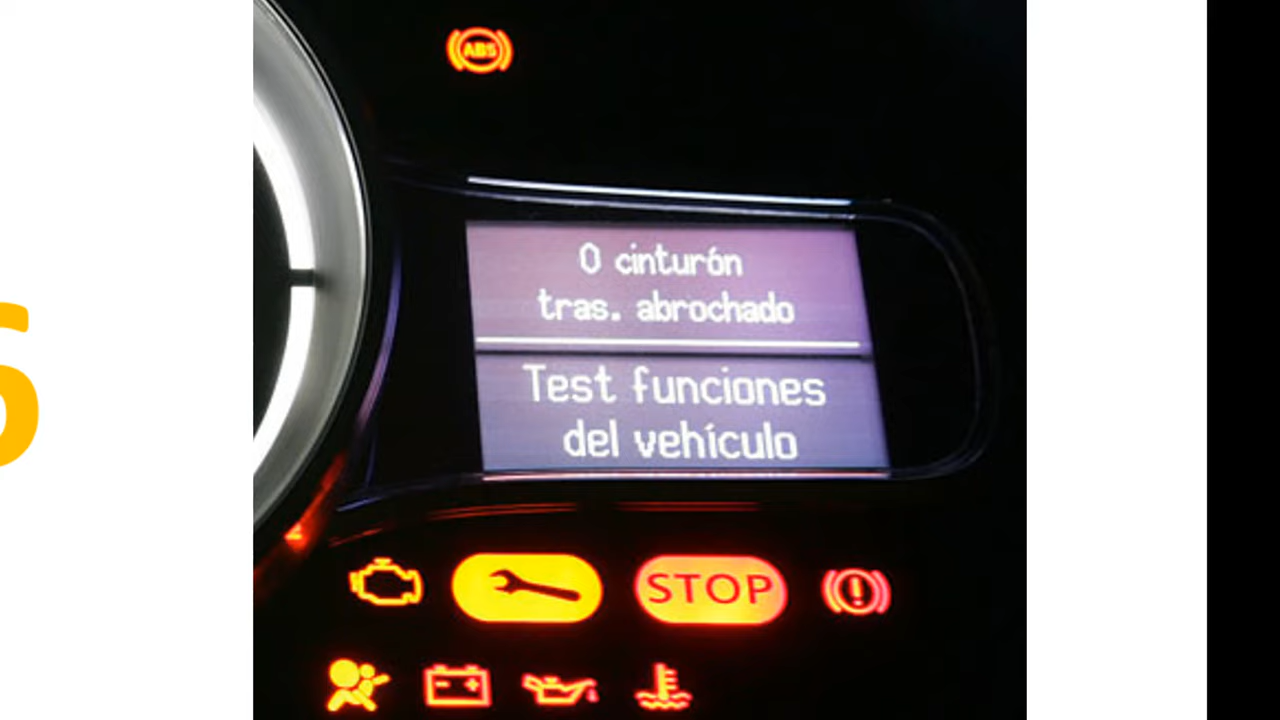 ABS
0 cinturón
tras. abrochado
Test funciones
del vehículo
STOP